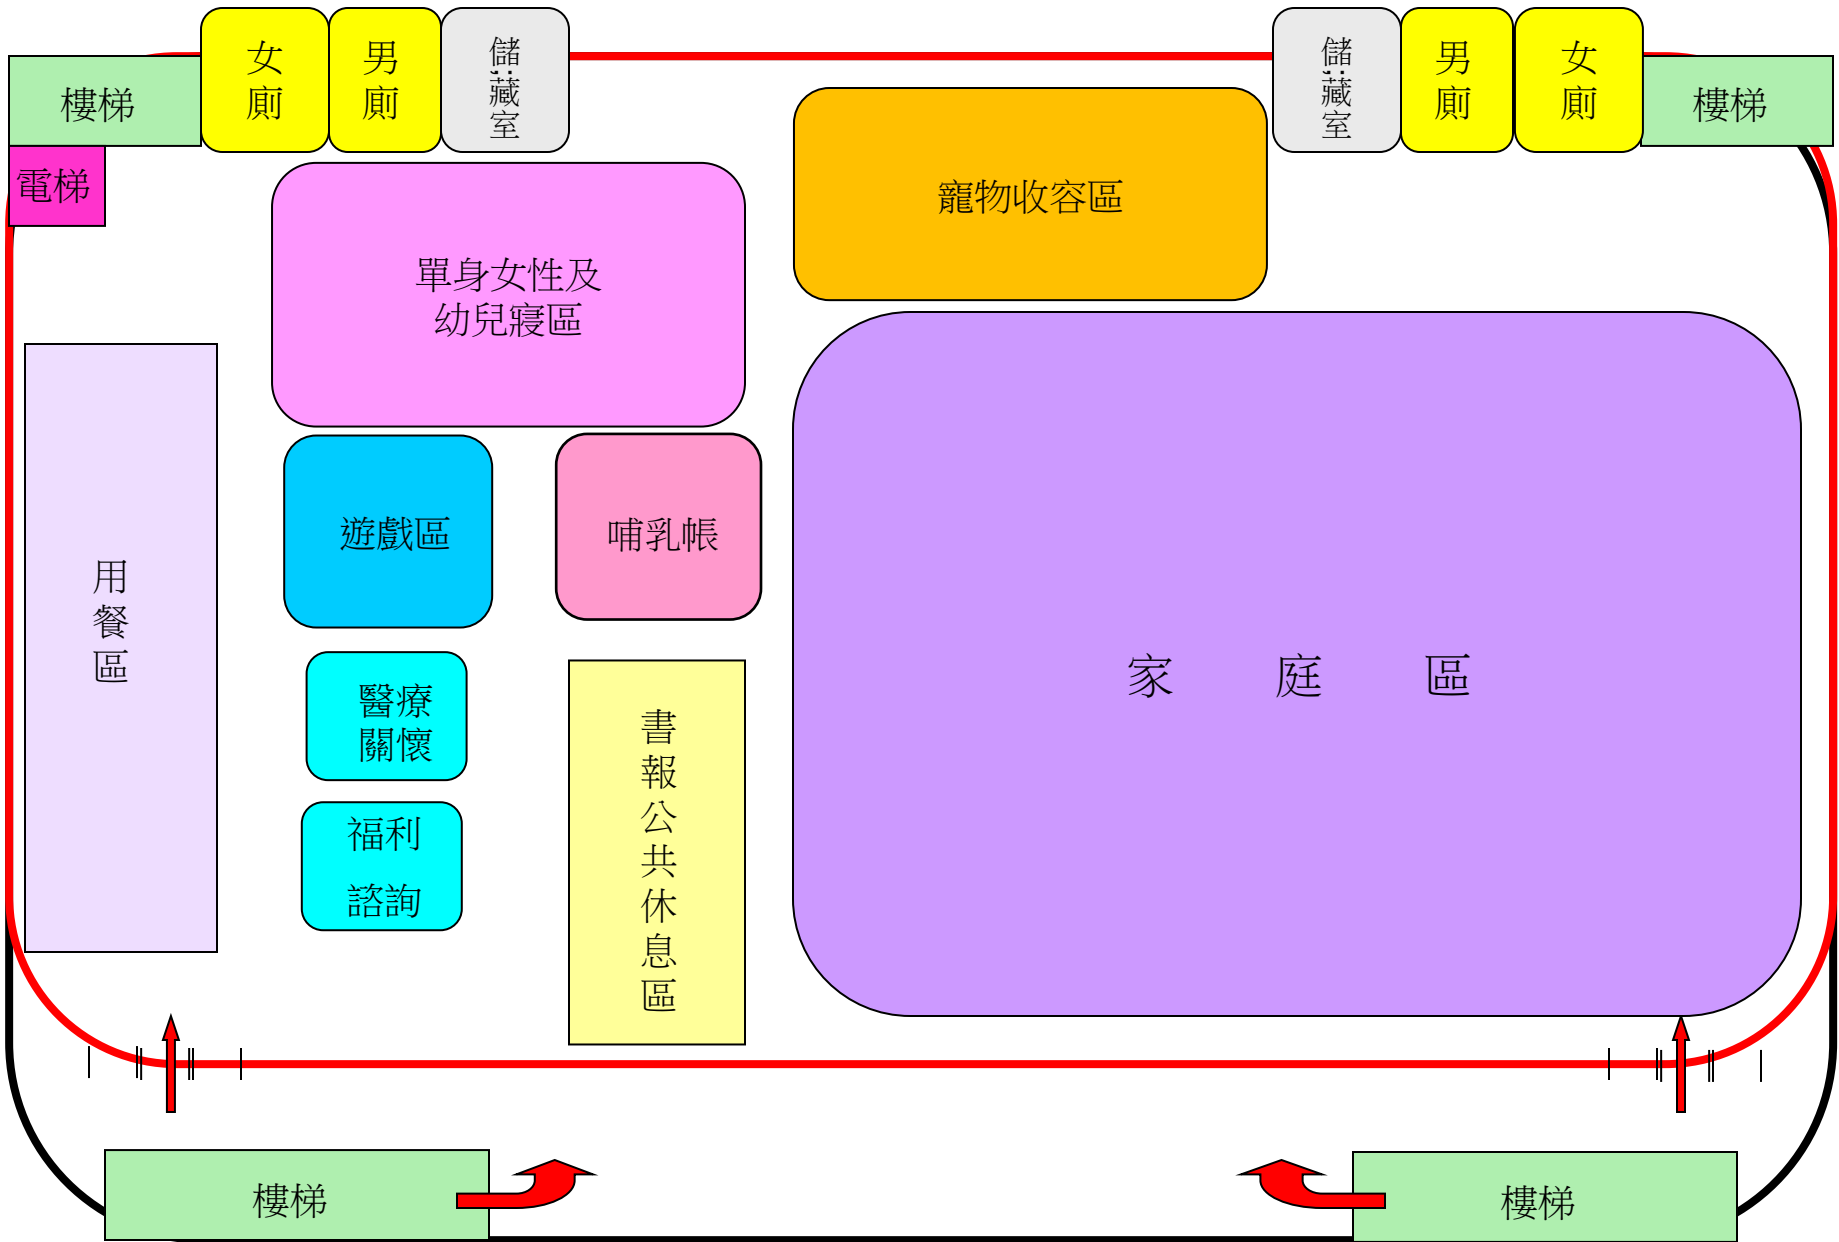 女
廁
男
廁
儲
藏
室
儲
藏
室
男
廁
女
廁
樓梯
樓梯
電梯
寵物收容區
單身女性及
幼兒寢區
遊戲區
哺乳帳
用
餐
區
家 庭 區
醫療
關懷
書
報
公
共
休
息
區
福利
諮詢
樓梯
樓梯